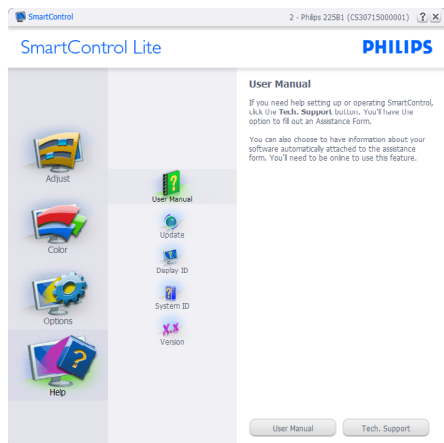 SmartControl
2 - Philips 225B1 (CS30715000001) ? X
SmartControl Lite
PHILIPS
Adjust
Color
Options
Help
User Manual
Update
Display ID
System ID
X.X
Version
User Manual
If you need help setting up or operating SmartControl,
click the Tech. Support button. You'll have the
option to fill out an Assistance Form.
You can also choose to have information about your
software automatically attached to the assistance
form. You'll need to be online to use this feature.
User Manual
Tech. Support